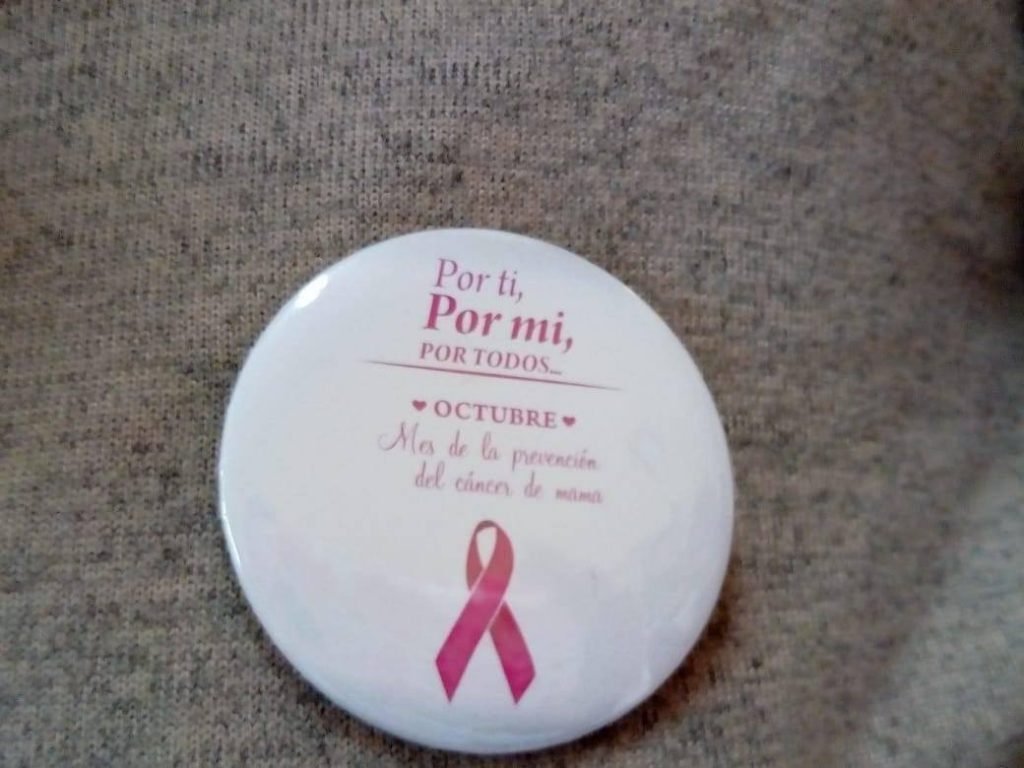 Por ti,
Por mi,
POR TODOS...
OCTUBRE
Mes de la prevención
del cáncer de mama